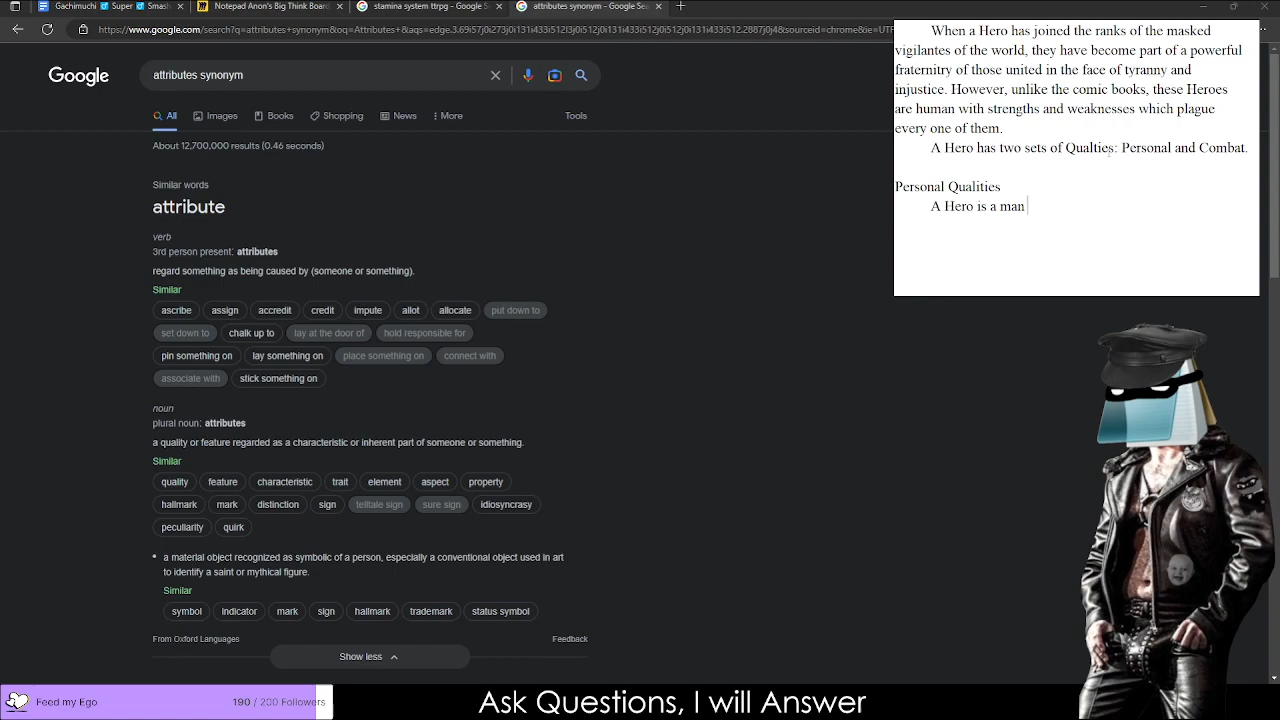 Gachimuchi
Super
Smash
Notepad Anon's Big Think Board
stamina system ttrpg - Google S
attributes synonym - Google Sea
https://www.google.com/search?q=attributes+synonym&oq=Attributes+&aqs=edge.3.69i57j0i273j0i131i433i512l3j0i512j0i131i433i512j0i512j0i131i433i512.2887j0j4&sourceid=chrome&ie=UTF
Google
attributes synonym
All
Images
Books
Shopping
News
More
Tools
About 12,700,000 results (0.46 seconds)
Similar words
attribute
verb
3rd person present: attributes
regard something as being caused by (someone or something).
Similar
ascribe assign accredit credit impute allot allocate put down to
set down to chalk up to lay at the door of hold responsible for
pin something on lay something on place something on connect with
associate with stick something on
noun
plural noun: attributes
a quality or feature regarded as a characteristic or inherent part of someone or something.
Similar
quality feature characteristic trait element aspect property
hallmark mark distinction sign telltale sign sure sign idiosyncrasy
peculiarity quirk
• a material object recognized as symbolic of a person, especially a conventional object used in art
to identify a saint or mythical figure.
Similar
symbol indicator mark sign hallmark trademark status symbol
From Oxford Languages
Feedback
Show less
When a Hero has joined the ranks of the masked
vigilantes of the world, they have become part of a powerful
fraternitry of those united in the face of tyranny and
injustice. However, unlike the comic books, these Heroes
are human with strengths and weaknesses which plague
every one of them.
A Hero has two sets of Qualties: Personal and Combat.
Personal Qualities
A Hero is a man
Feed my Ego
190 / 200 Followers
Ask Questions, I will Answer